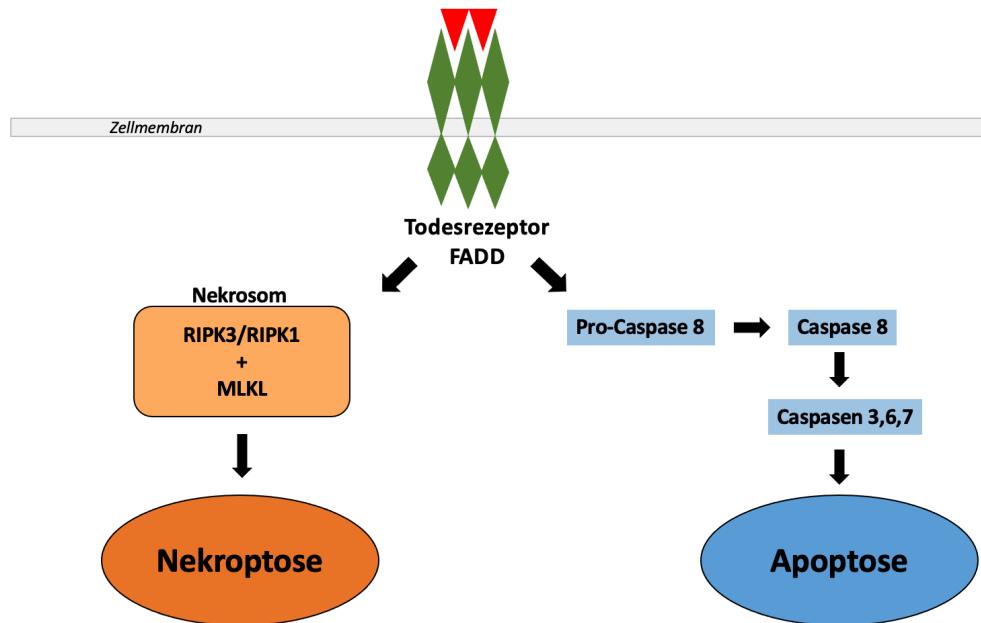 Zellmembran
Todesrezeptor
FADD
Nekrosom
RIPK3/RIPK1
+
MLKL
Pro-Caspase 8
Caspase 8
Caspasen 3,6,7
Nekroptose
Apoptose